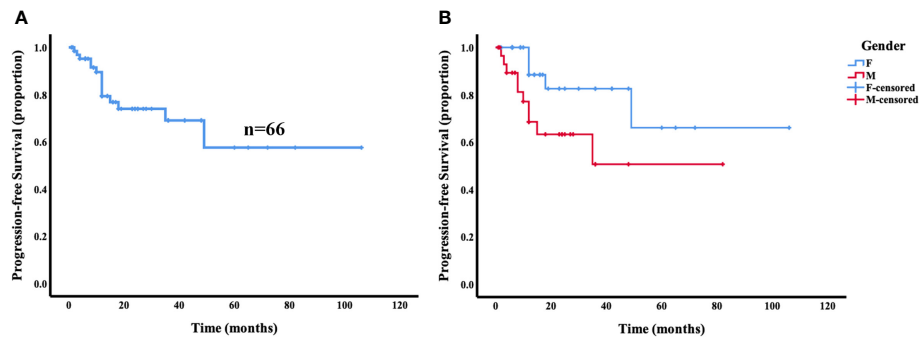 A
Progression-free Survival (proportion)
1.0
0.8
0.6
0.4
0.2
0.0
n=66
0 20 40 60 80 100 120
Time (months)
B
Progression-free Survival (proportion)
1.0
0.8
0.6
0.4
0.2
0.0
0 20 40 60 80 100 120
Time (months)
Gender
F
M
F-censored
M-censored